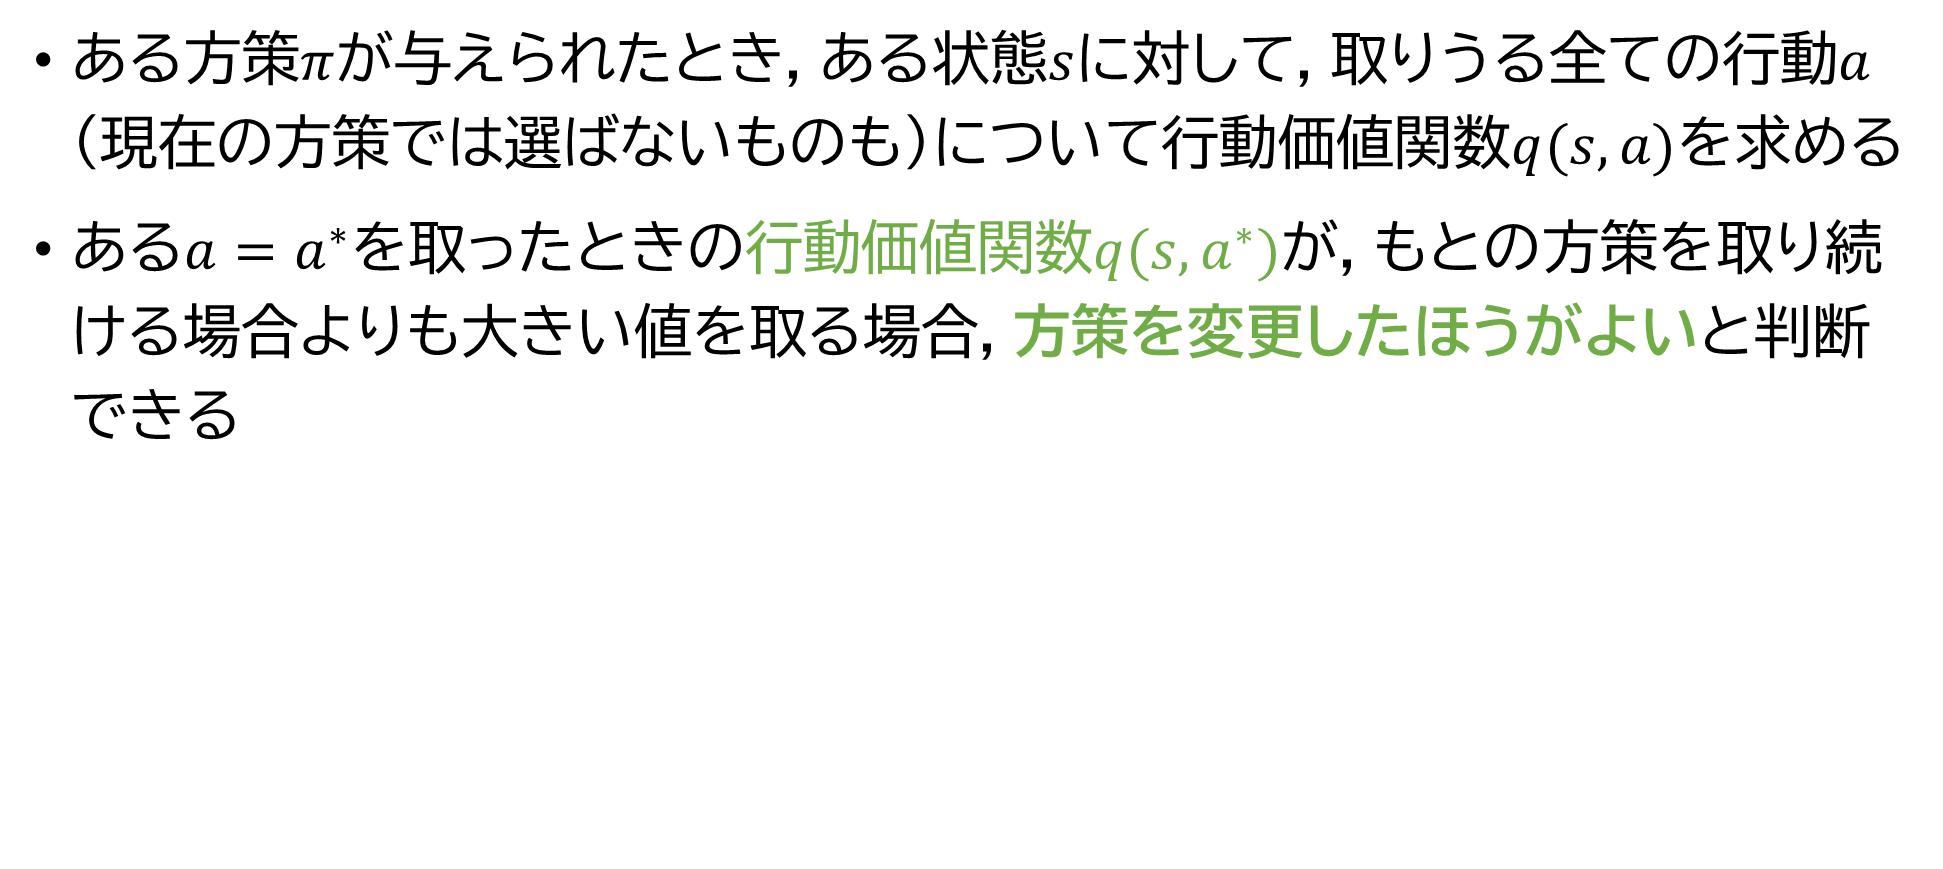 • ある方策πが与えられたとき, ある状態sに対して, 取りうる全ての行動a
（現在の方策では選ばないものも）について行動価値関数q(s, a)を求める
• あるa = a*を取ったときの行動価値関数q(s, a*)が, もとの方策を取り続
ける場合よりも大きい値を取る場合, 方策を変更したほうがよいと判断
できる